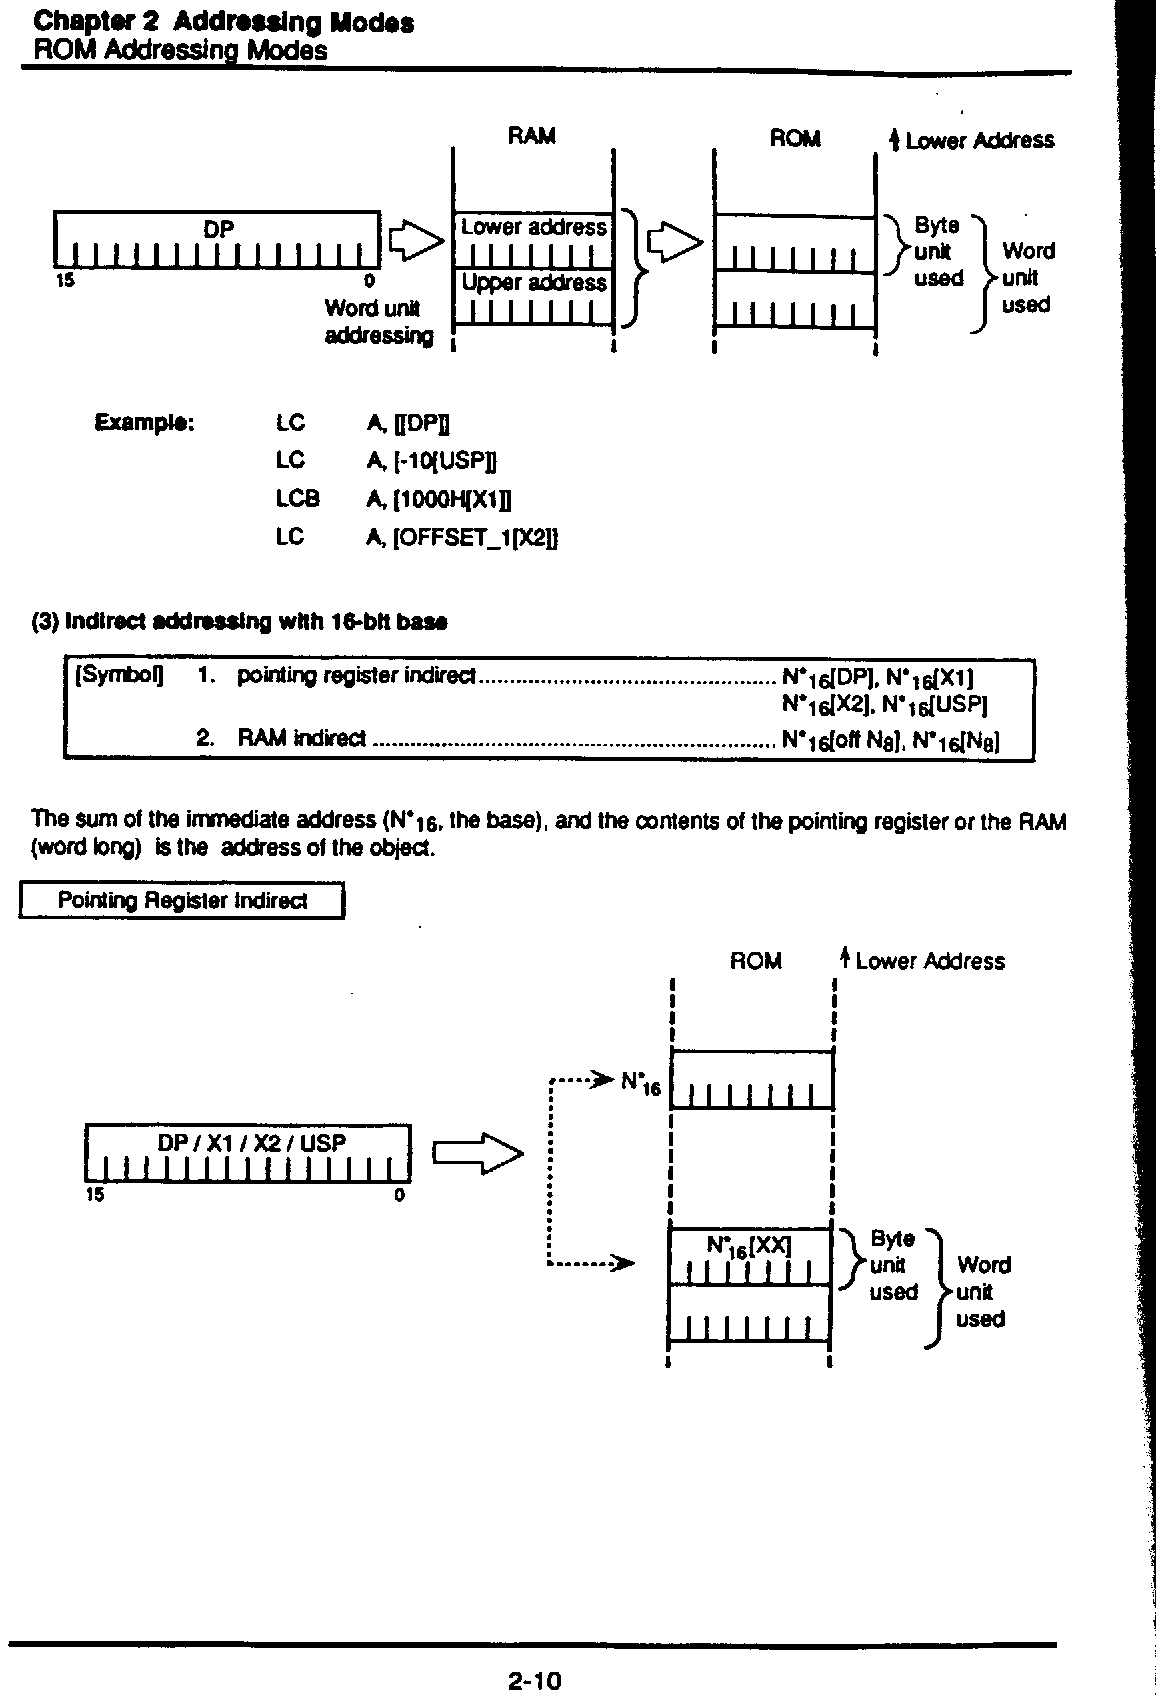 Chapter 2 Addressing Modes
ROM Addressing Modes
RAM
ROM
Lower Address
DP
15
0
Word unit
addressing
Lower address
Upper address
Byte
unit
used
Word
unit
used
Example:
LC A, [[DP]]
LC A, [-10[USP]]
LCB A, [1000H[X1]]
LC A, [OFFSET_1[X2]]
(3) Indirect addressing with 16-bit base
[Symbol] 1. pointing register indirect ............................................ N*16[DP], N*16[X1]
N*16[X2], N*16[USP]
2. RAM indirect ............................................................ N*16[off N8], N*16[N8]
The sum of the immediate address (N*16, the base), and the contents of the pointing register or the RAM
(word long) is the address of the object.
Pointing Register Indirect
ROM
Lower Address
N*16
DP / X1 / X2 / USP
15
0
N*16[XX]
Byte
unit
used
Word
unit
used
2-10